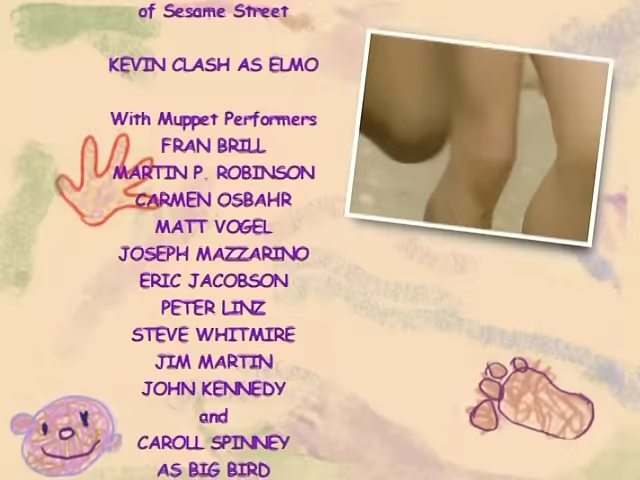 of Sesame Street
KEVIN CLASH AS ELMO
With Muppet Performers
FRAN BRILL
MARTIN P. ROBINSON
CARMEN OSBAHR
MATT VOGEL
JOSEPH MAZZARINO
ERIC JACOBSON
PETER LINZ
STEVE WHITMIRE
JIM MARTIN
JOHN KENNEDY
and
CAROLL SPINNEY
AS BIG BIRD